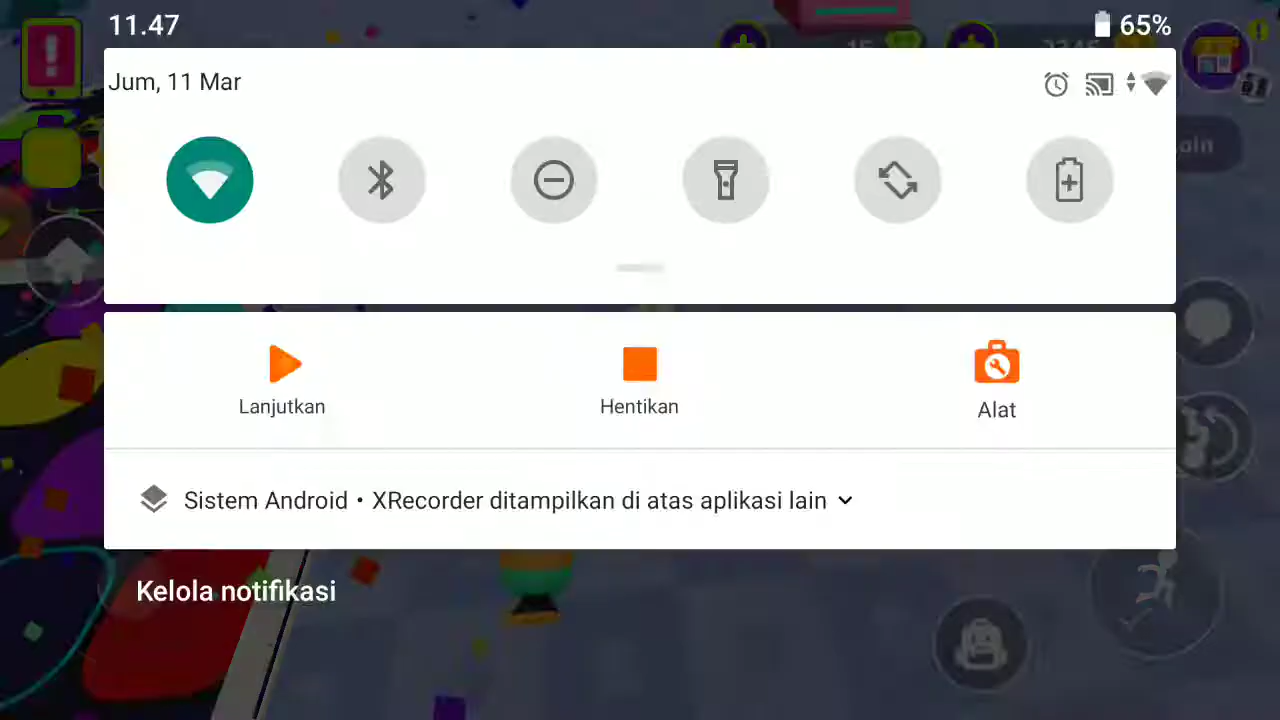 11.47
65%
Jum, 11 Mar
Lanjutkan
Hentikan
Alat
Sistem Android • XRecorder ditampilkan di atas aplikasi lain
Kelola notifikasi